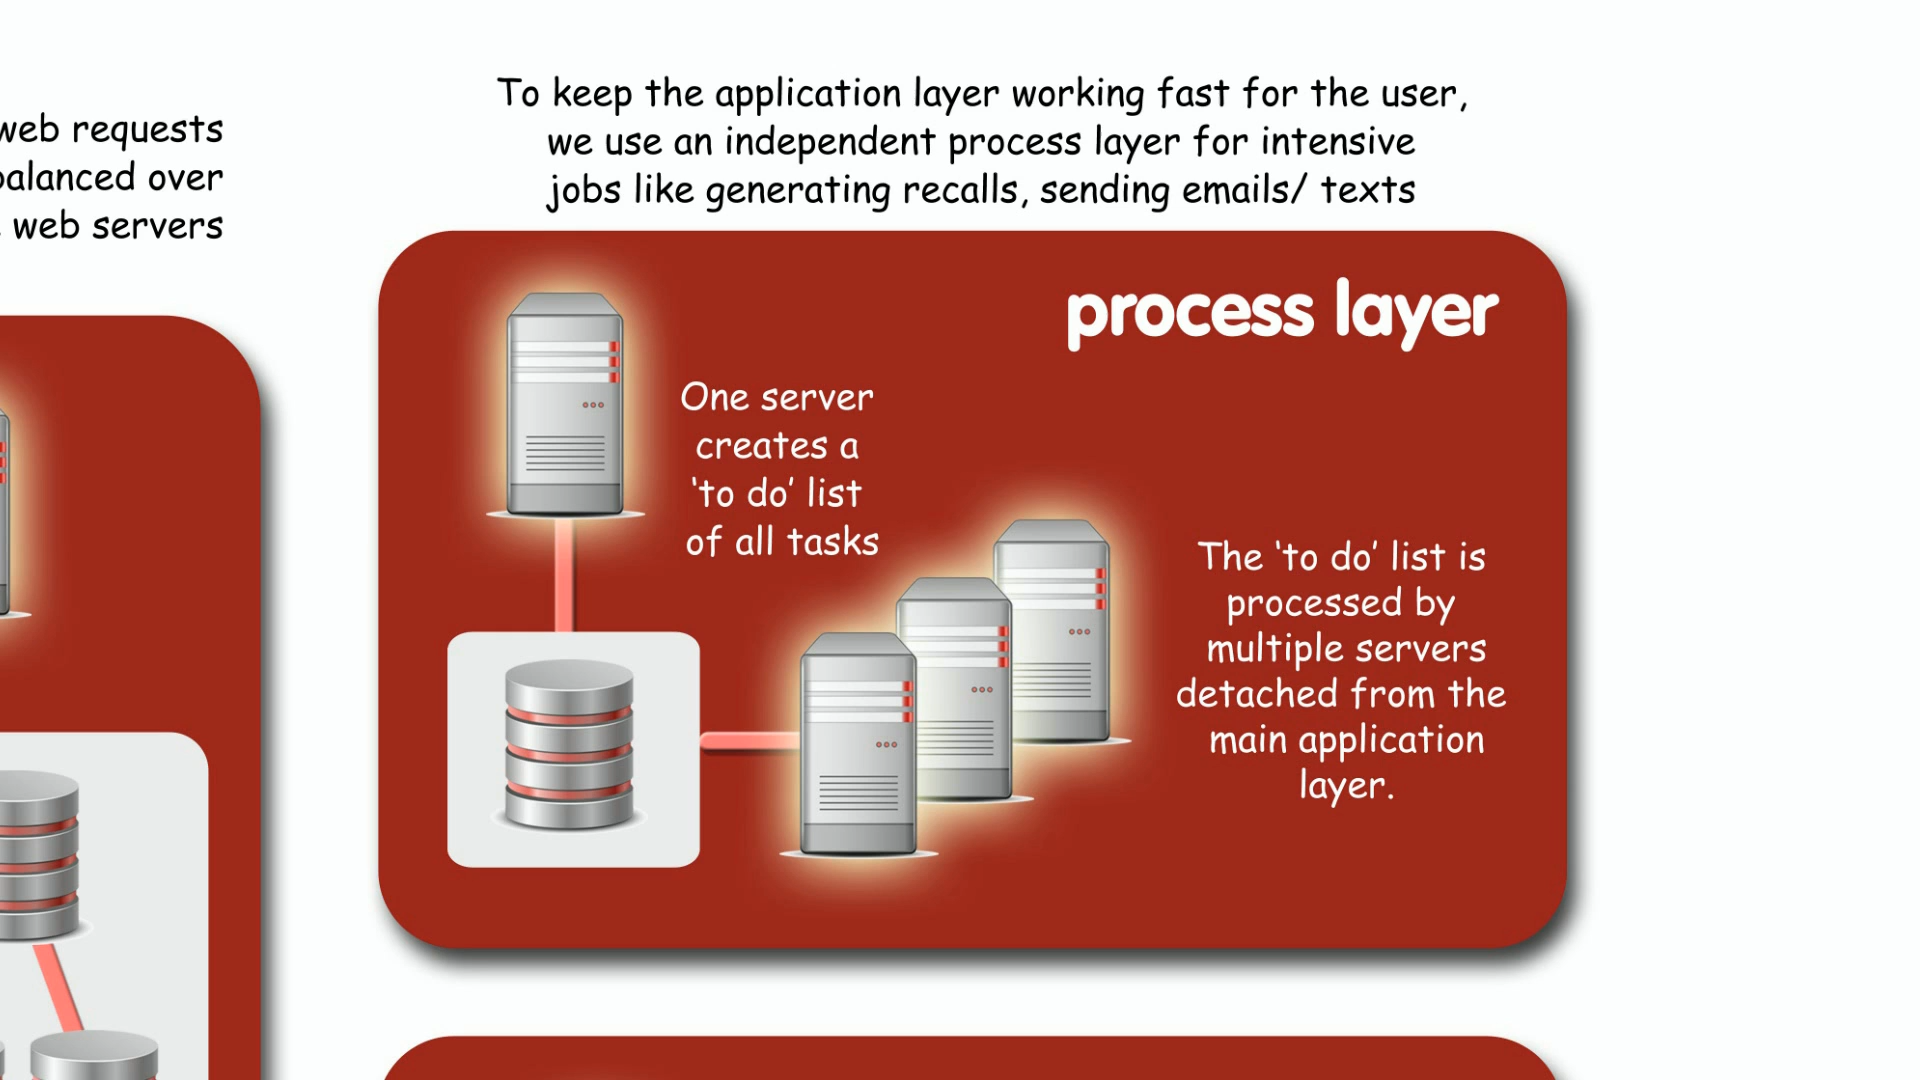 web requests
balanced over
web servers
To keep the application layer working fast for the user,
we use an independent process layer for intensive
jobs like generating recalls, sending emails/ texts
process layer
One server
creates a
‘to do’ list
of all tasks
The ‘to do’ list is
processed by
multiple servers
detached from the
main application
layer.